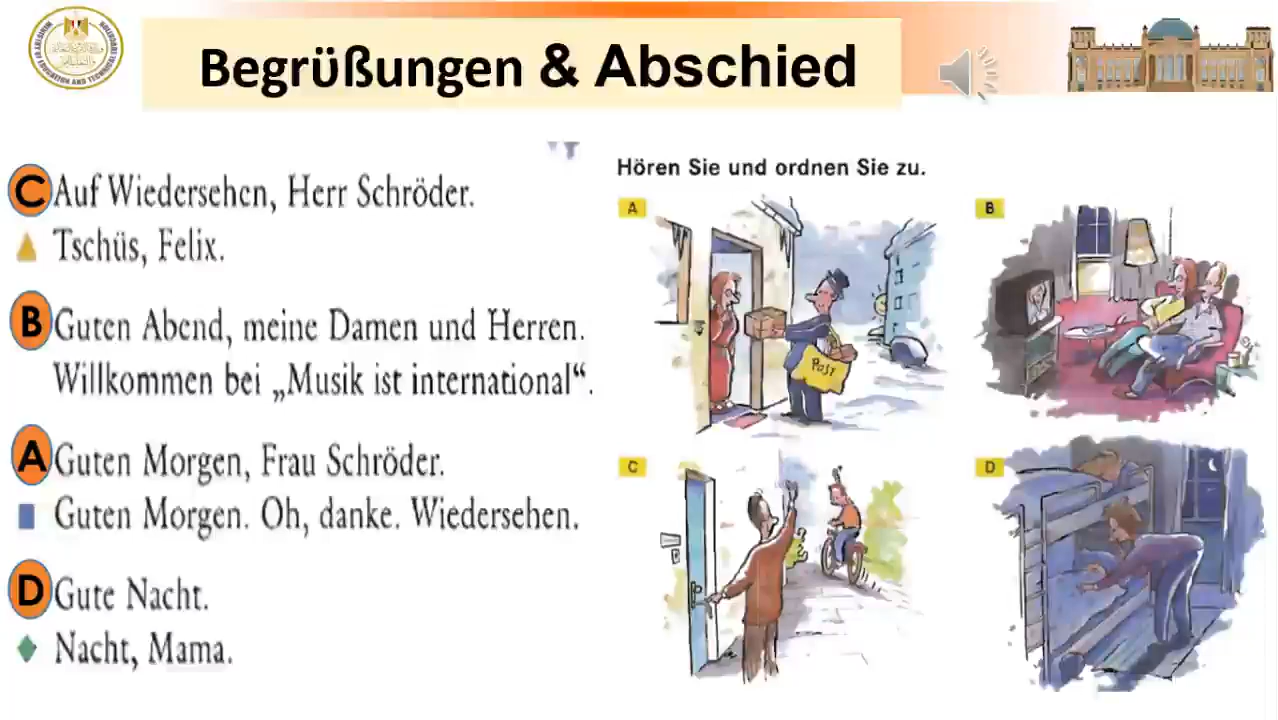 Begrüßungen & Abschied
C Auf Wiedersehen, Herr Schröder.
Tschüs, Felix.
B Guten Abend, meine Damen und Herren.
Willkommen bei „Musik ist international“.
A Guten Morgen, Frau Schröder.
Guten Morgen. Oh, danke. Wiedersehen.
D Gute Nacht.
Nacht, Mama.
Hören Sie und ordnen Sie zu.
A
POST
B
C
D